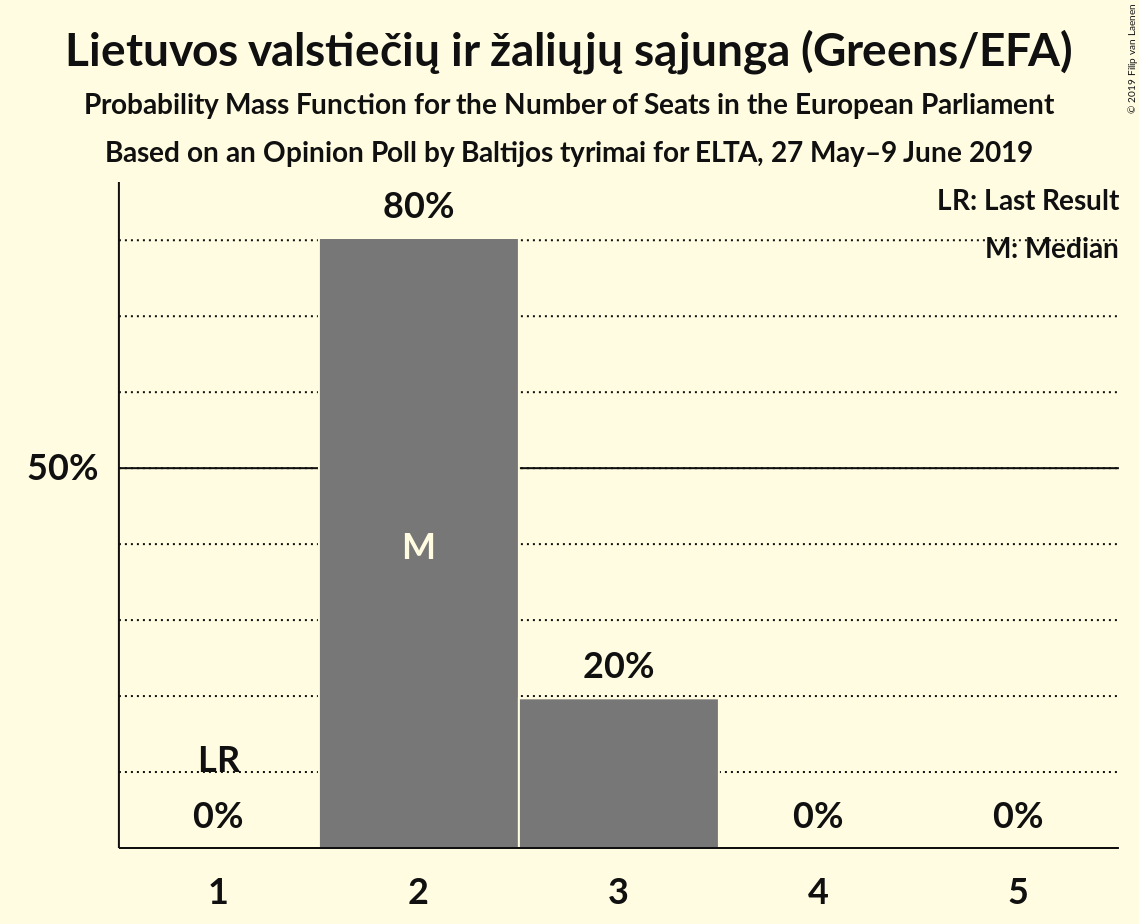 Lietuvos valstiečių ir žaliųjų sąjunga (Greens/EFA)
Probability Mass Function for the Number of Seats in the European Parliament
Based on an Opinion Poll by Baltijos tyrimai for ELTA, 27 May–9 June 2019
© 2019 Filip van Laenen
LR: Last Result
M: Median
80%
50%
M
20%
LR
0%
0%
0%
1 2 3 4 5